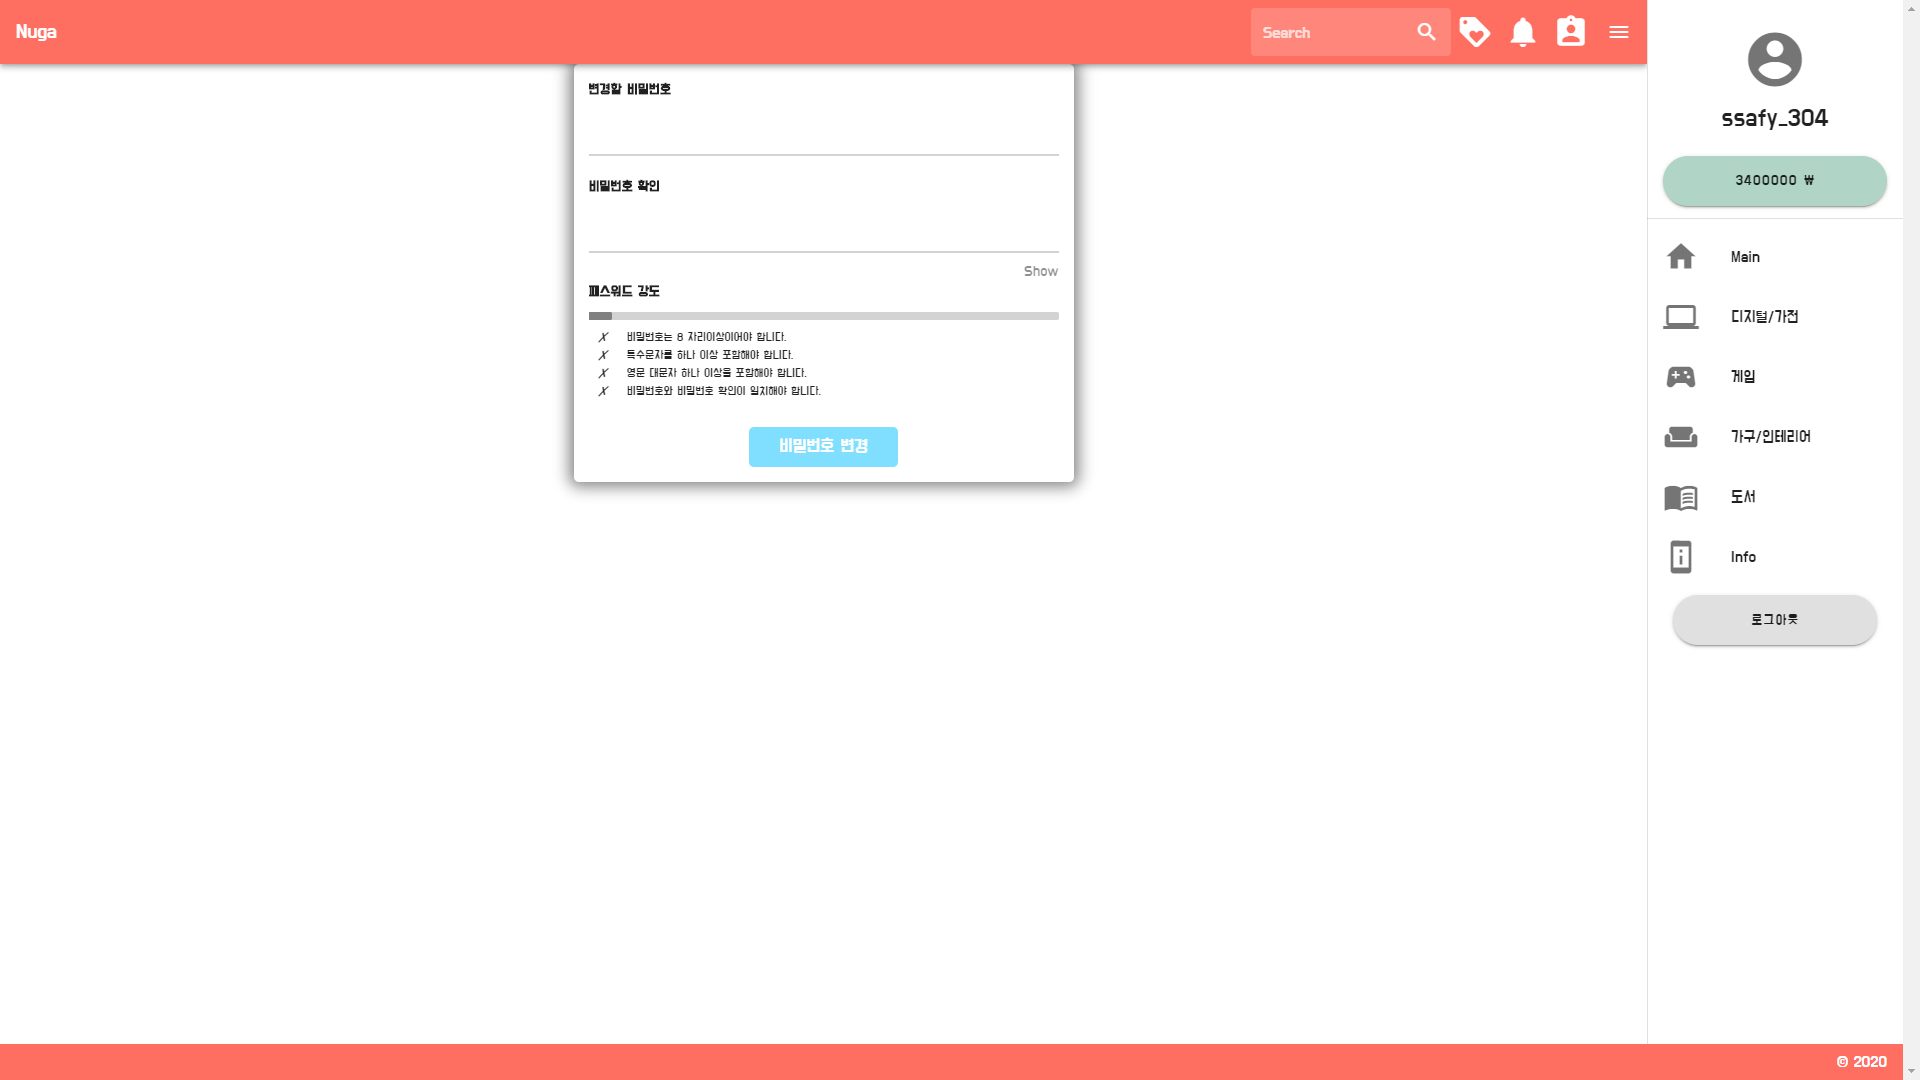 Nuga
Search
변경할 비밀번호
비밀번호 확인
Show
패스워드 강도
✗ 비밀번호는 8 자리이상이어야 합니다.
✗ 특수문자를 하나 이상 포함해야 합니다.
✗ 영문 대문자 하나 이상을 포함해야 합니다.
✗ 비밀번호와 비밀번호 확인이 일치해야 합니다.
비밀번호 변경
ssafy_304
3400000 ₩
Main
디지털/가전
게임
가구/인테리어
도서
Info
로그아웃
© 2020